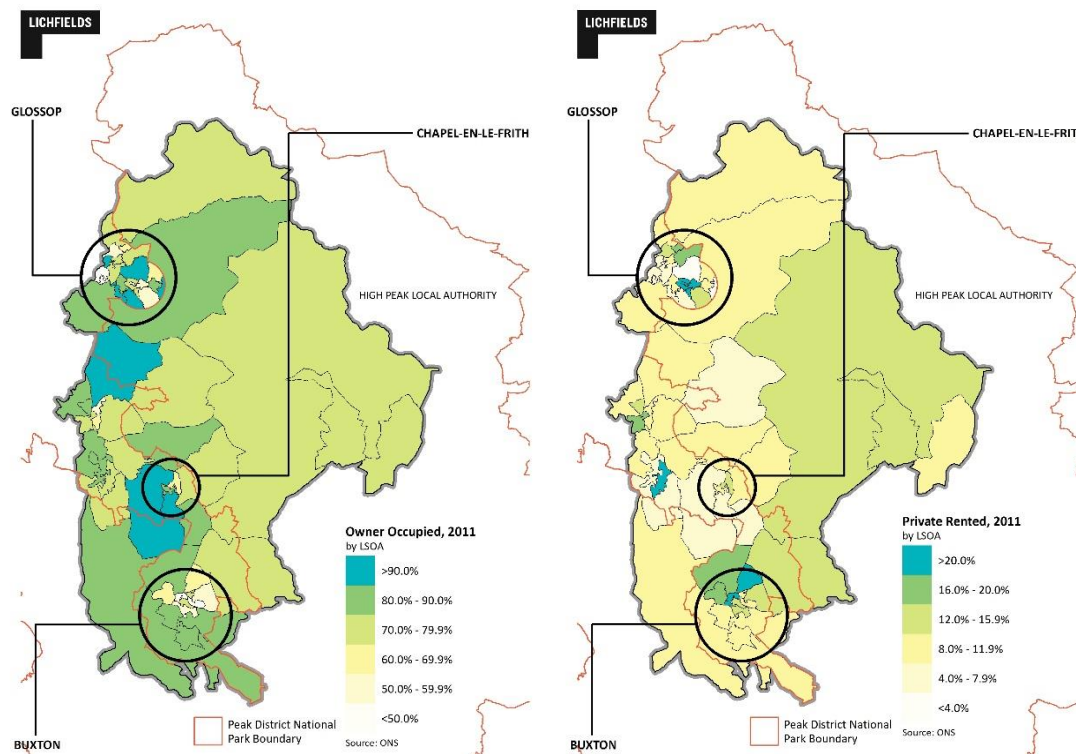 LICHFIELDS
GLOSSOP
CHAPEL-EN-LE-FRITH
HIGH PEAK LOCAL AUTHORITY
Owner Occupied, 2011
by LSOA
>90.0%
80.0% - 90.0%
70.0% - 79.9%
60.0% - 69.9%
50.0% - 59.9%
<50.0%
Peak District National
Park Boundary
Source: ONS
BUXTON
LICHFIELDS
GLOSSOP
CHAPEL-EN-LE-FRIT
HIGH PEAK LOCAL AUTHORITY
Private Rented, 2011
by LSOA
>20.0%
16.0% - 20.0%
12.0% - 15.9%
8.0% - 11.9%
4.0% - 7.9%
<4.0%
Peak District National
Park Boundary
Source: ONS
BUXTON